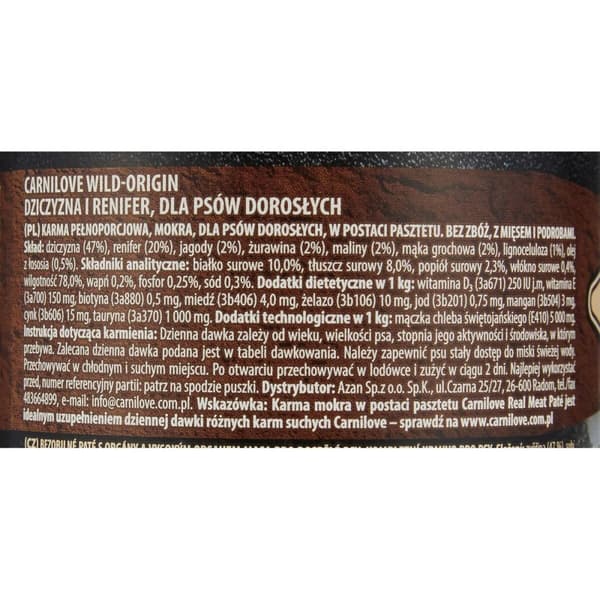 CARNILOVE WILD-ORIGIN
DZICZYZNA I RENIFER, DLA PSÓW DOROSŁYCH
(PL) KARMA PEŁNOPORCJOWA, MOKRA, DLA PSÓW DOROSŁYCH, W POSTACI PASZTETU. BEZ ZBÓŻ, Z MIĘSEM I PODROBAMI.
Skład: dziczyzna (47%), renifer (20%), jagody (2%), żurawina (2%), maliny (2%), mąka grochowa (2%), lignoceluloza (1%), olej
z łososia (0,5%). Składniki analityczne: białko surowe 10,0%, tłuszcz surowy 8,0%, popiół surowy 2,3%, włókno surowe 0,4%,
wilgotność 78,0%, wapń 0,2%, fosfor 0,25%, sód 0,3%. Dodatki dietetyczne w 1 kg: witamina D₃ (3a671) 250 IU j.m, witamina E
(3a700) 150 mg, biotyna (3a880) 0,5 mg, miedź (3b406) 4,0 mg, żelazo (3b106) 10 mg, jod (3b201) 0,75 mg, mangan (3b504) 3 mg,
cynk (3b606) 15 mg, tauryna (3a370) 1 000 mg. Dodatki technologiczne w 1 kg: mączka chleba świętojańskiego (E410) 5 000 mg.
Instrukcja dotycząca karmienia: Dzienna dawka zależy od wieku, wielkości psa, stopnia jego aktywności i środowiska, w którym
przebywa. Zalecana dzienna dawka podana jest w tabeli dawkowania. Należy zapewnić psu stały dostęp do miski świeżej wody.
Przechowywać w chłodnym i suchym miejscu. Po otwarciu przechowywać w lodówce i zużyć w ciągu 2 dni. Najlepiej wykorzystać
przed, numer referencyjny partii: patrz na spodzie puszki. Dystrybutor: Azan Sp.z o.o. Sp.K., ul.Czarna 25/27, 26-600 Radom, tel./fax
483664899, e-mail: info@carnilove.com.pl. Wskazówka: Karma mokra w postaci pasztetu Carnilove Real Meat Paté jest
idealnym uzupełnieniem dziennej dawki różnych karm suchych Carnilove – sprawdź na www.carnilove.com.pl
(CZ) BEZOBILNÉ PATÉ S ORGÁNY A VYSOKÝM OBSAHEM MASA